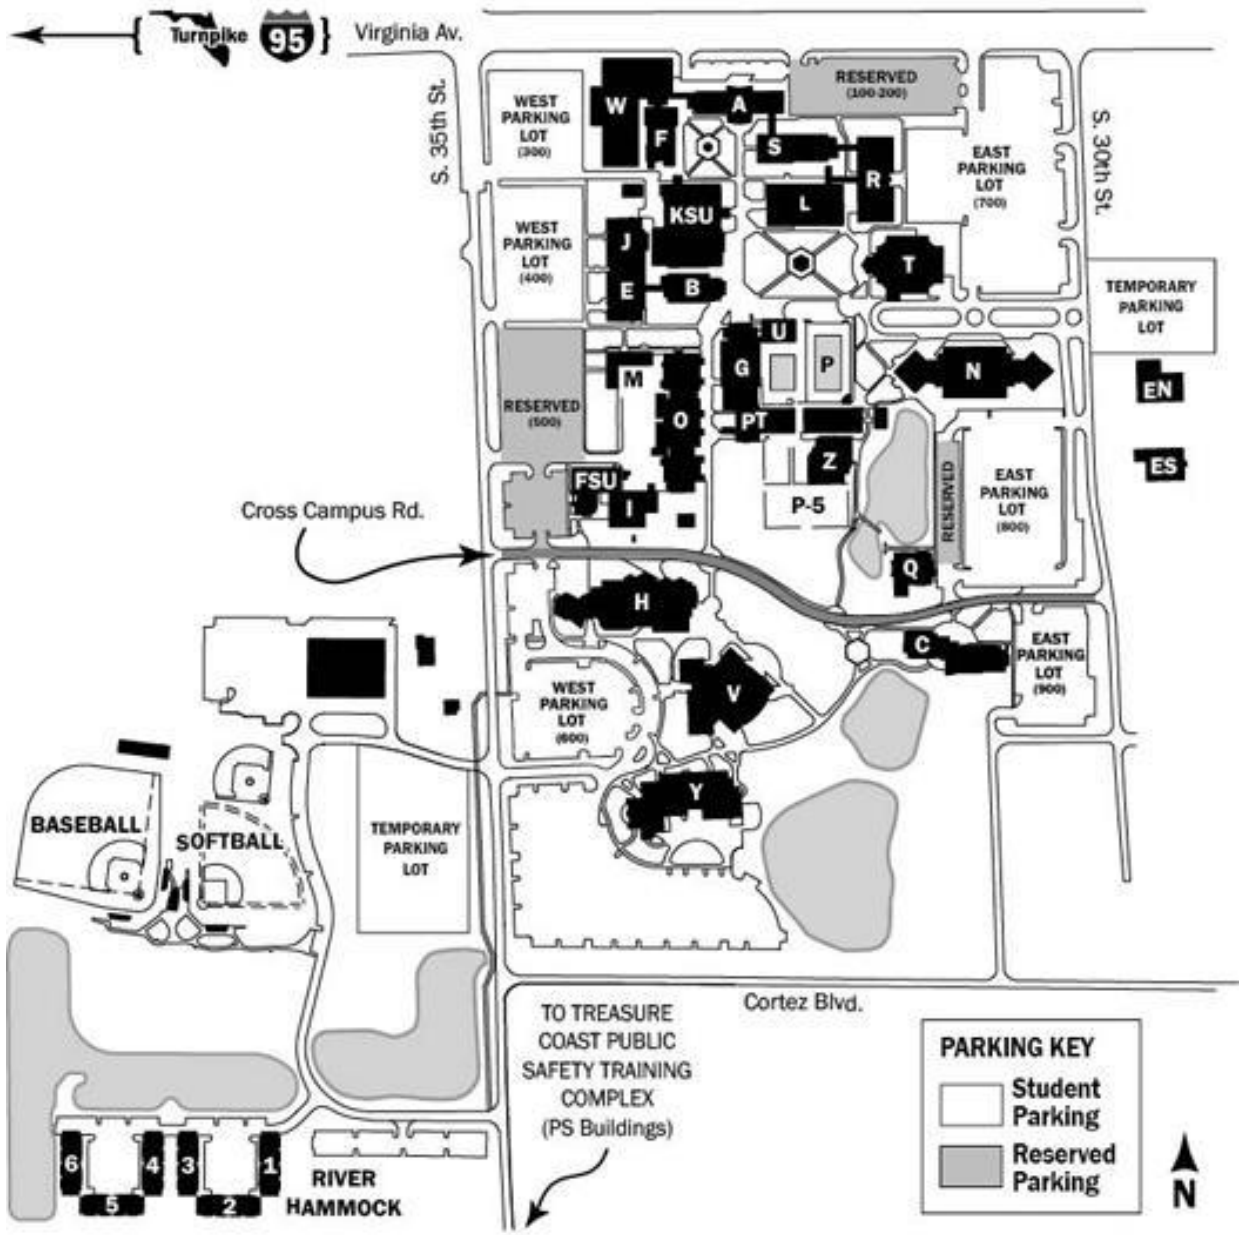 Turnpike
95
Virginia Av.
S. 35th St.
S. 30th St.
WEST
PARKING
LOT
(300)
W
F
A
RESERVED
(100-200)
S
R
L
EAST
PARKING
LOT
(700)
WEST
PARKING
LOT
(400)
KSU
J
E
B
T
TEMPORARY
PARKING
LOT
U
G
P
N
M
O
PT
EN
RESERVED
(500)
Z
ES
FSU
I
P-5
RESERVED
EAST
PARKING
LOT
(800)
Cross Campus Rd.
Q
H
C
EAST
PARKING
LOT
(900)
WEST
PARKING
LOT
(600)
V
Y
BASEBALL
SOFTBALL
TEMPORARY
PARKING
LOT
Cortez Blvd.
TO TREASURE
COAST PUBLIC
SAFETY TRAINING
COMPLEX
(PS Buildings)
PARKING KEY
Student
Parking
Reserved
Parking
N
6
4
3
1
5
2
RIVER
HAMMOCK